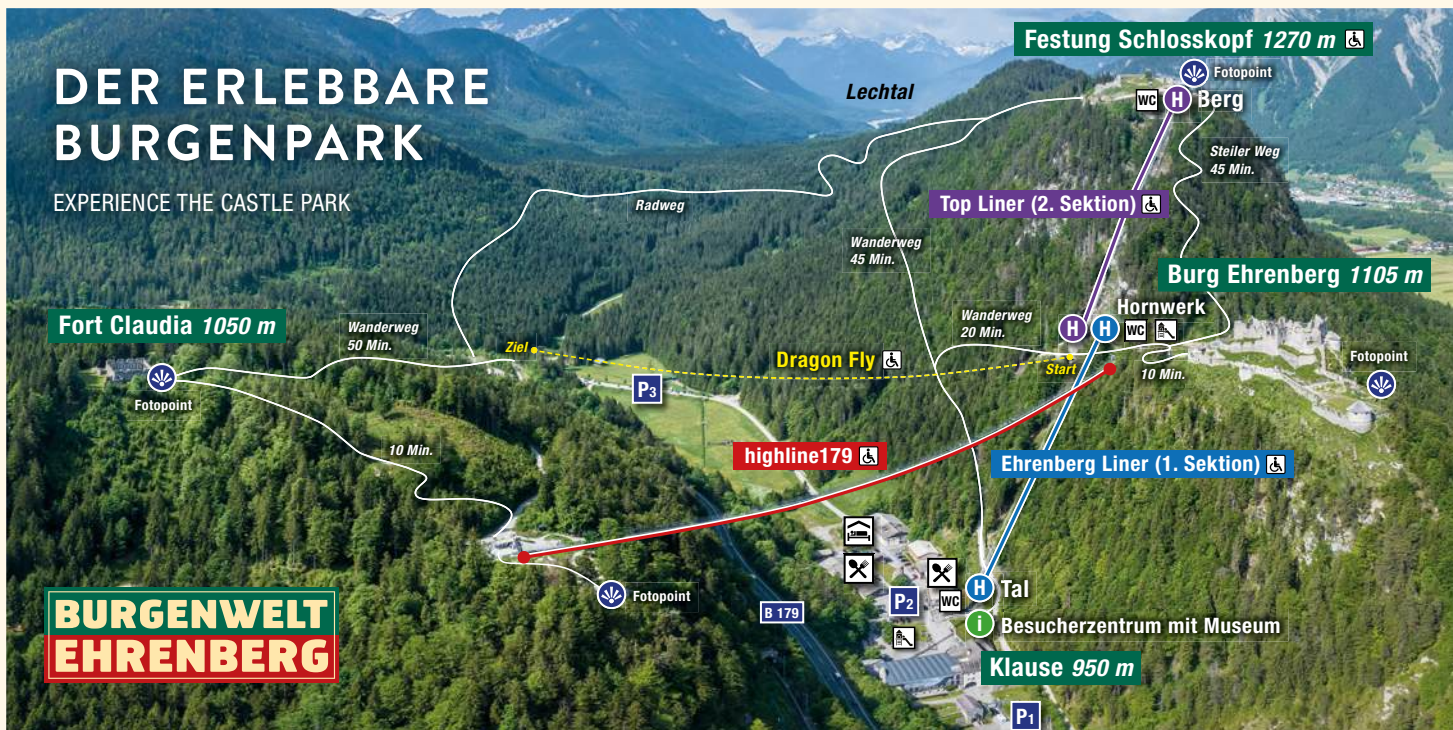 DER ERLEBBARE
BURGENPARK
EXPERIENCE THE CASTLE PARK
Lechtal
Festung Schlosskopf 1270 m
Fotopoint
WC
H
Berg
Steiler Weg
45 Min.
Radweg
Top Liner (2. Sektion)
Wanderweg
45 Min.
Burg Ehrenberg 1105 m
Hornwerk
Fort Claudia 1050 m
Wanderweg
50 Min.
Wanderweg
20 Min.
H
H
WC
Ziel
Dragon Fly
Start
10 Min.
Fotopoint
Fotopoint
P3
10 Min.
highline179
Ehrenberg Liner (1. Sektion)
Fotopoint
H
Tal
WC
P2
B 179
i
Besucherzentrum mit Museum
Klause 950 m
P1
BURGENWELT
EHRENBERG